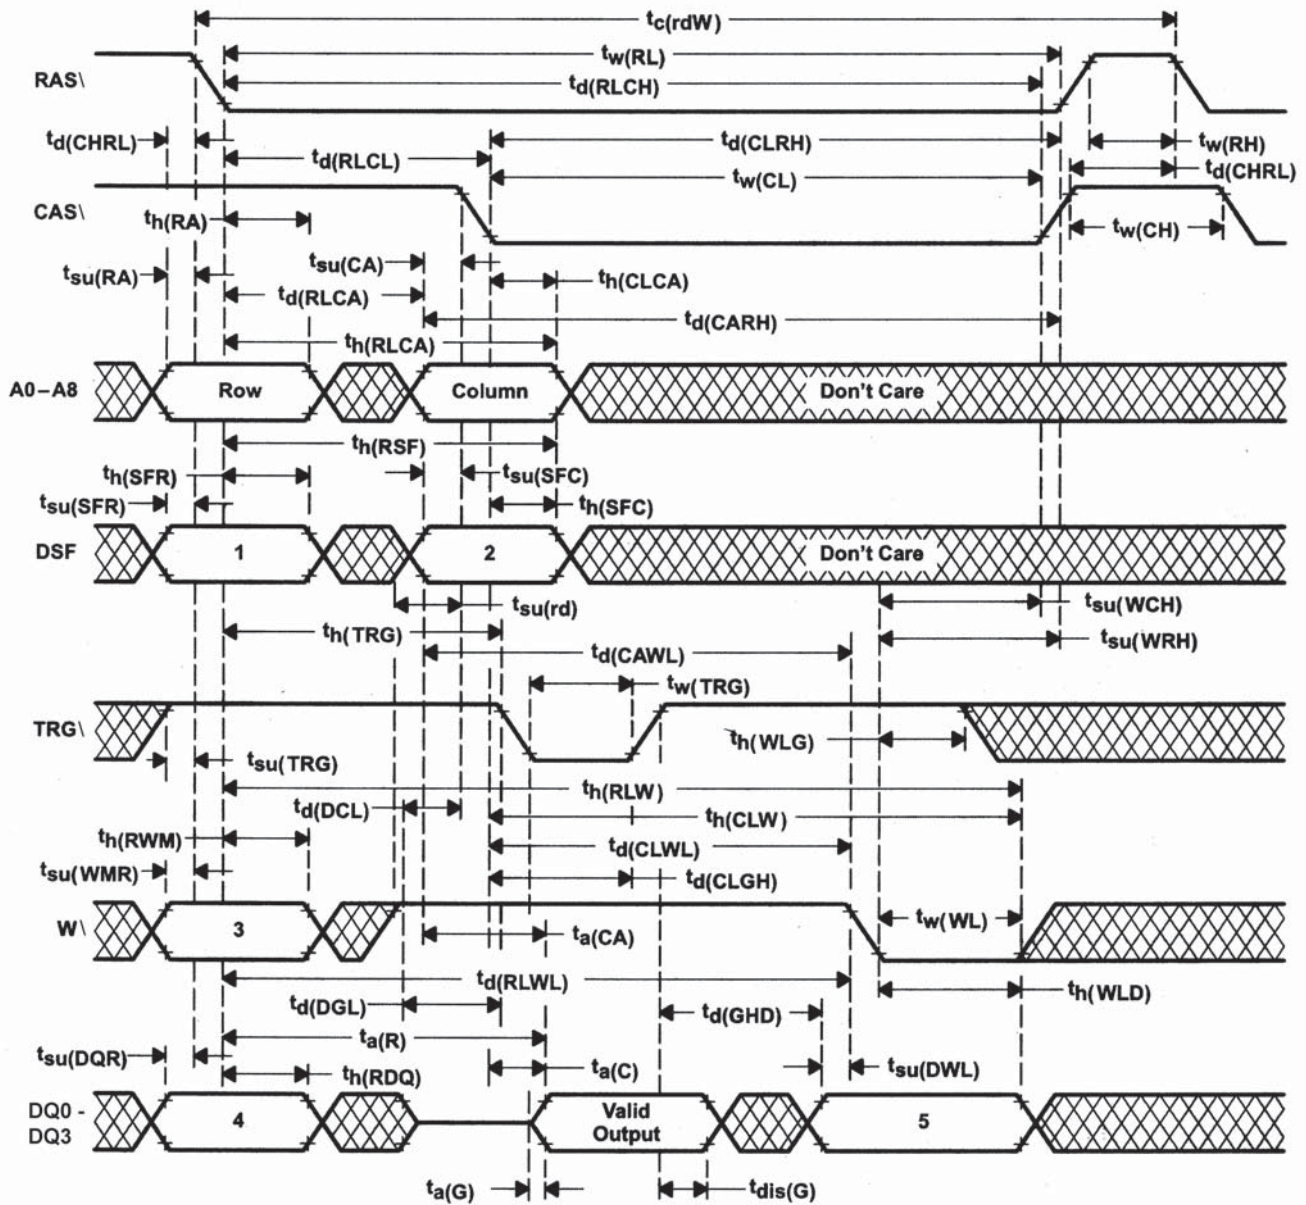 tc(rdW)
tw(RL)
RAS\
td(RLCH)
td(CHRL)
td(CLRH)
tw(RH)
td(RLCL)
td(CHRL)
tw(CL)
CAS\
th(RA)
tw(CH)
tsu(CA)
tsu(RA)
th(CLCA)
td(RLCA)
td(CARH)
th(RLCA)
A0–A8
Row
Column
Don't Care
th(RSF)
th(SFR)
tsu(SFC)
tsu(SFR)
th(SFC)
DSF
1
2
Don't Care
tsu(rd)
tsu(WCH)
th(TRG)
tsu(WRH)
td(CAWL)
tw(TRG)
TRG\
th(WLG)
tsu(TRG)
th(RLW)
td(DCL)
th(CLW)
th(RWM)
td(CLWL)
tsu(WMR)
td(CLGH)
W\
3
tw(WL)
ta(CA)
td(RLWL)
th(WLD)
td(DGL)
td(GHD)
ta(R)
tsu(DQR)
ta(C)
tsu(DWL)
th(RDQ)
DQ0 -
DQ3
4
Valid
Output
5
ta(G)
tdis(G)